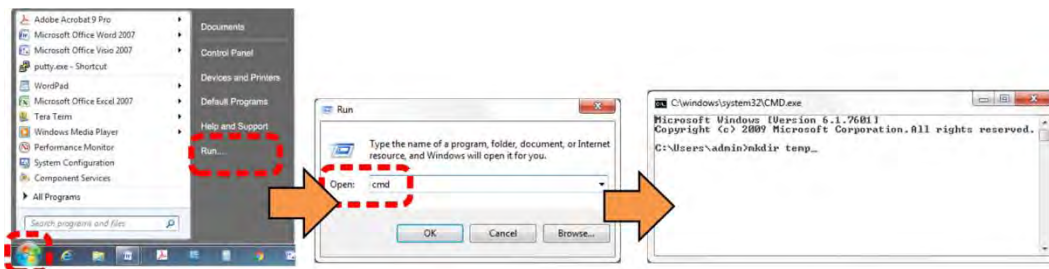 Adobe Acrobat 9 Pro
Microsoft Office Word 2007
Microsoft Office Visio 2007
putty.exe - Shortcut
WordPad
Microsoft Office Excel 2007
Tera Term
Windows Media Player
Performance Monitor
System Configuration
Component Services
All Programs
Search programs and files
Documents
Control Panel
Devices and Printers
Default Programs
Help and Support
Run...
Run
Type the name of a program, folder, document, or Internet
resource, and Windows will open it for you.
Open: cmd
OK Cancel Browse...
C:\windows\system32\CMD.exe
Microsoft Windows [Version 6.1.7601]
Copyright (c) 2009 Microsoft Corporation.All rights reserved.
C:\Users\admin>mkdir temp_